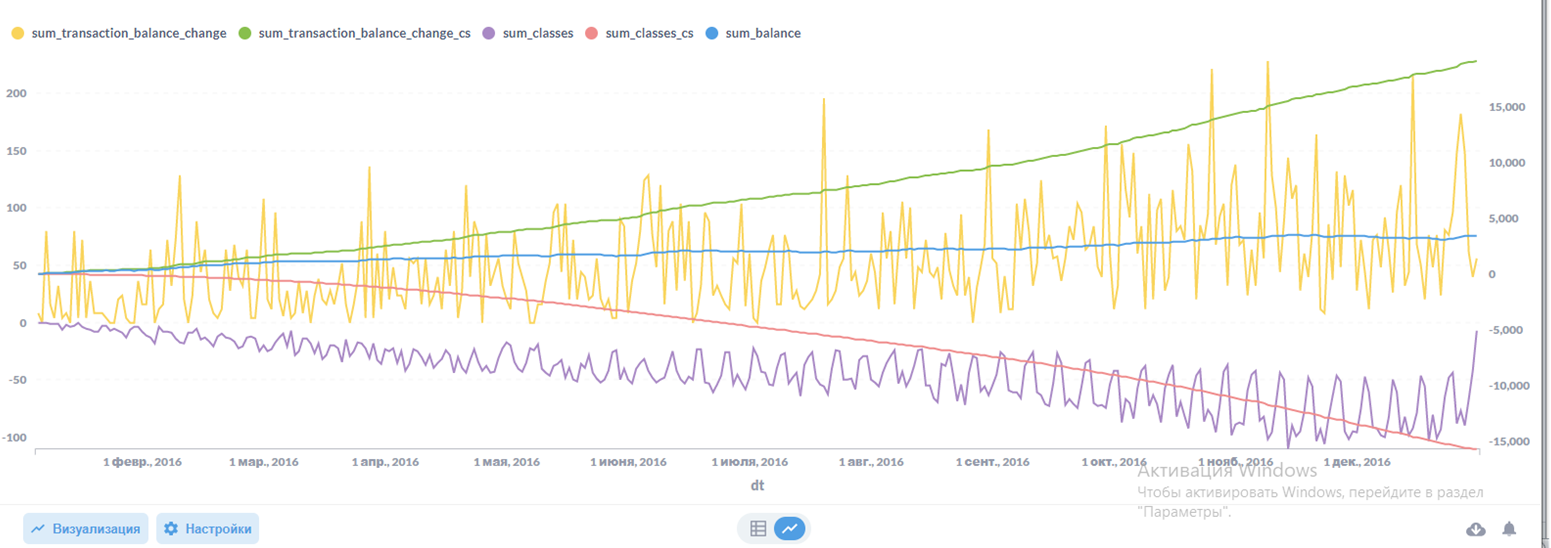 sum_transaction_balance_change sum_transaction_balance_change_cs sum_classes sum_classes_cs sum_balance
200
150
100
50
0
-50
-100
15,000
10,000
5,000
0
-5,000
-10,000
-15,000
1 февр., 2016 1 мар., 2016 1 апр., 2016 1 мая, 2016 1 июня, 2016 1 июля, 2016 1 авг., 2016 1 сент., 2016 1 окт., 2016 1 нояб., 2016 1 дек., 2016
dt
Активация Windows
Чтобы активировать Windows, перейдите в раздел
"Параметры".
Визуализация Настройки